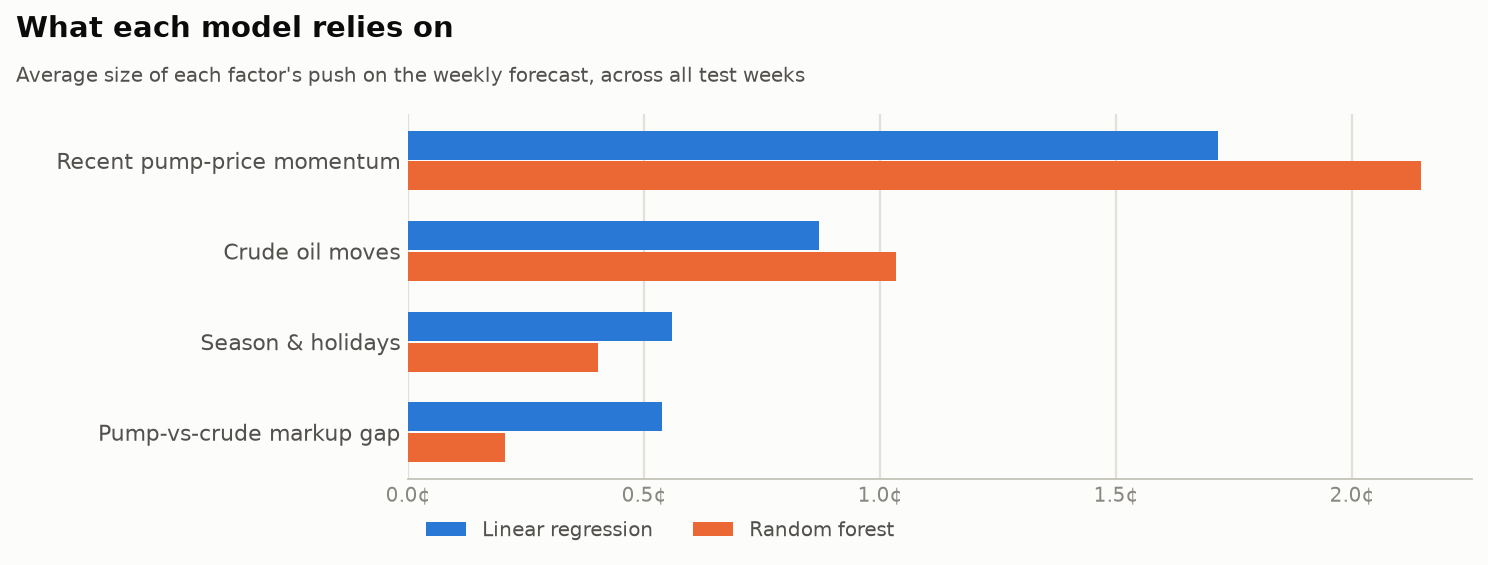 What each model relies on
Average size of each factor's push on the weekly forecast, across all test weeks
Recent pump-price momentum
Crude oil moves
Season & holidays
Pump-vs-crude markup gap
0.0¢ 0.5¢ 1.0¢ 1.5¢ 2.0¢
Linear regression Random forest